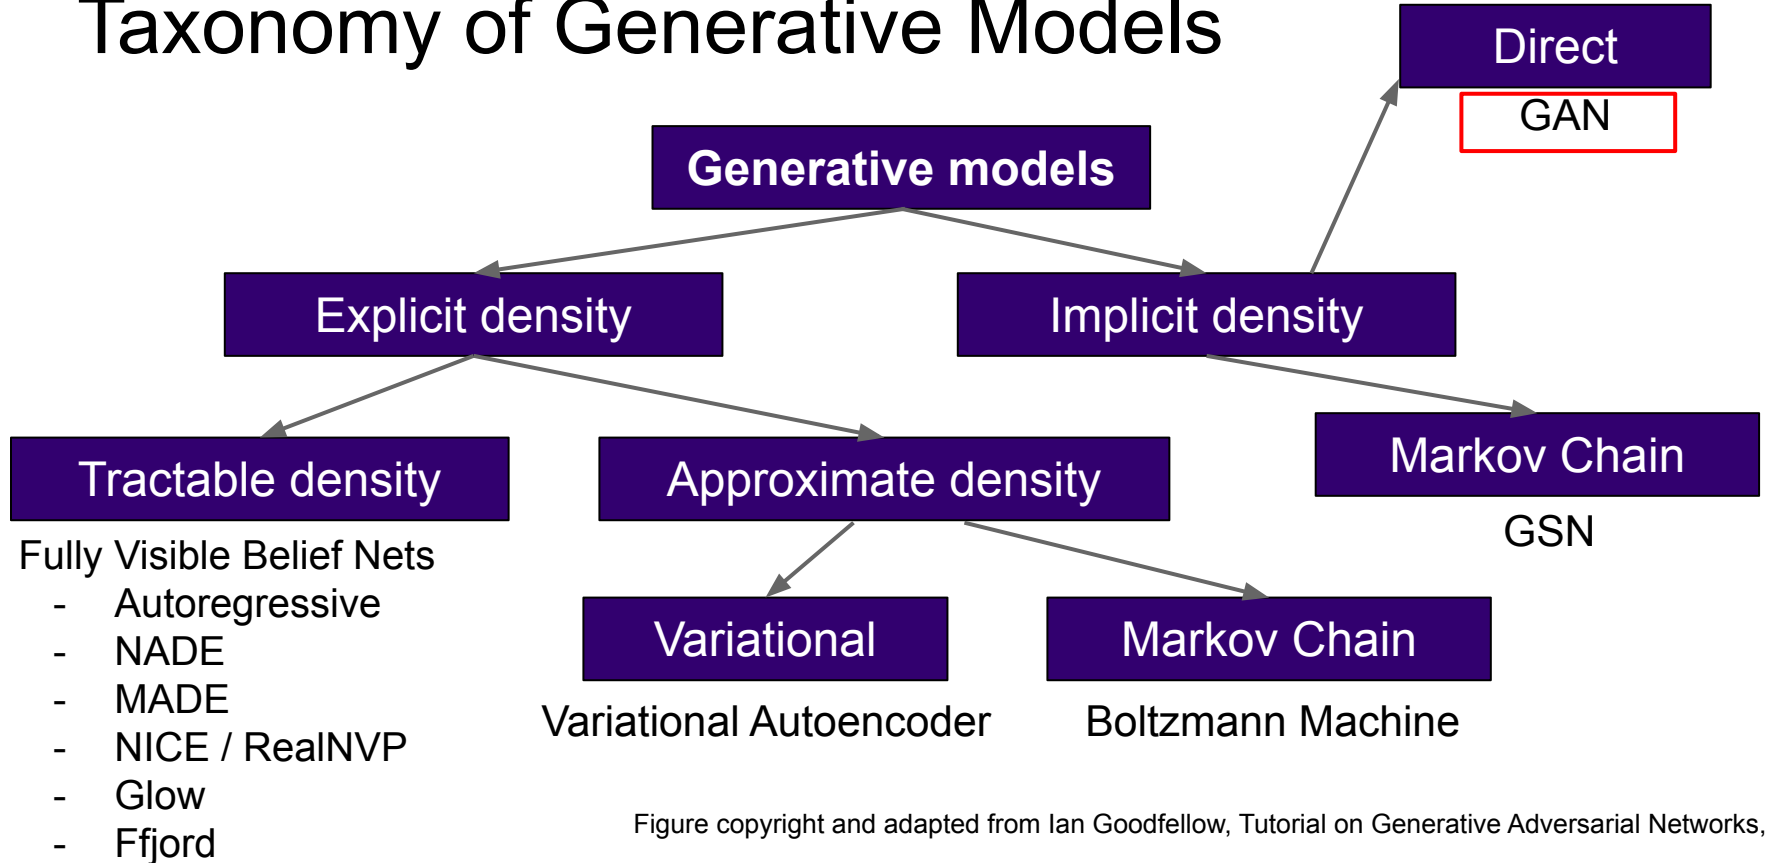 Taxonomy of Generative Models
Direct
GAN
Generative models
Explicit density
Implicit density
Tractable density
Approximate density
Markov Chain
GSN
Fully Visible Belief Nets
- Autoregressive
- NADE
- MADE
- NICE / RealNVP
- Glow
- Ffjord
Variational
Markov Chain
Variational Autoencoder
Boltzmann Machine
Figure copyright and adapted from Ian Goodfellow, Tutorial on Generative Adversarial Networks,